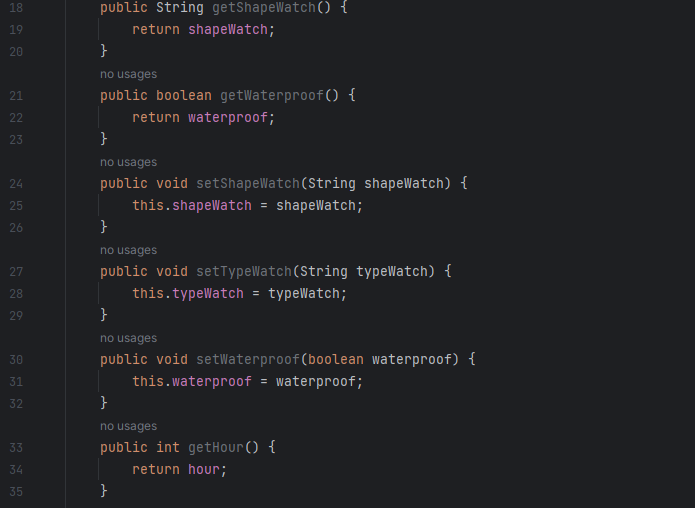 18 public String getShapeWatch() {
19 return shapeWatch;
20 }
no usages
21 public boolean getWaterproof() {
22 return waterproof;
23 }
no usages
24 public void setShapeWatch(String shapeWatch) {
25 this.shapeWatch = shapeWatch;
26 }
no usages
27 public void setTypeWatch(String typeWatch) {
28 this.typeWatch = typeWatch;
29 }
no usages
30 public void setWaterproof(boolean waterproof) {
31 this.waterproof = waterproof;
32 }
no usages
33 public int getHour() {
34 return hour;
35 }